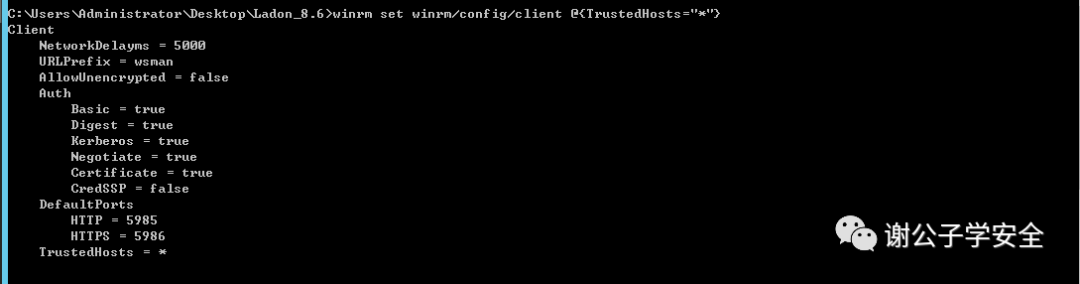 C:\Users\Administrator\Desktop\Ladon_8.6>winrm set winrm/config/client @{TrustedHosts="*"}
Client
    NetworkDelayms = 5000
    URLPrefix = wsman
    AllowUnencrypted = false
    Auth
        Basic = true
        Digest = true
        Kerberos = true
        Negotiate = true
        Certificate = true
        CredSSP = false
    DefaultPorts
        HTTP = 5985
        HTTPS = 5986
    TrustedHosts = *
谢公子学安全